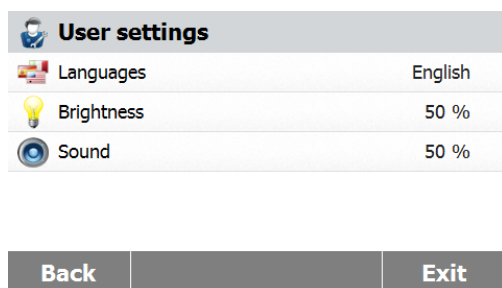 User settings
Languages English
Brightness 50 %
Sound 50 %
Back Exit